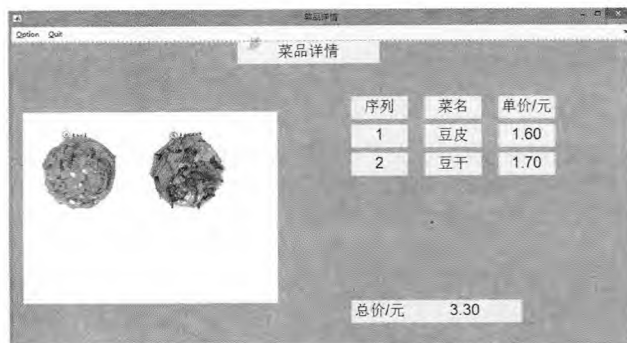 菜品详情
Option Quit
菜品详情
序列 菜名 单价/元
1 豆皮 1.60
2 豆干 1.70
总价/元 3.30